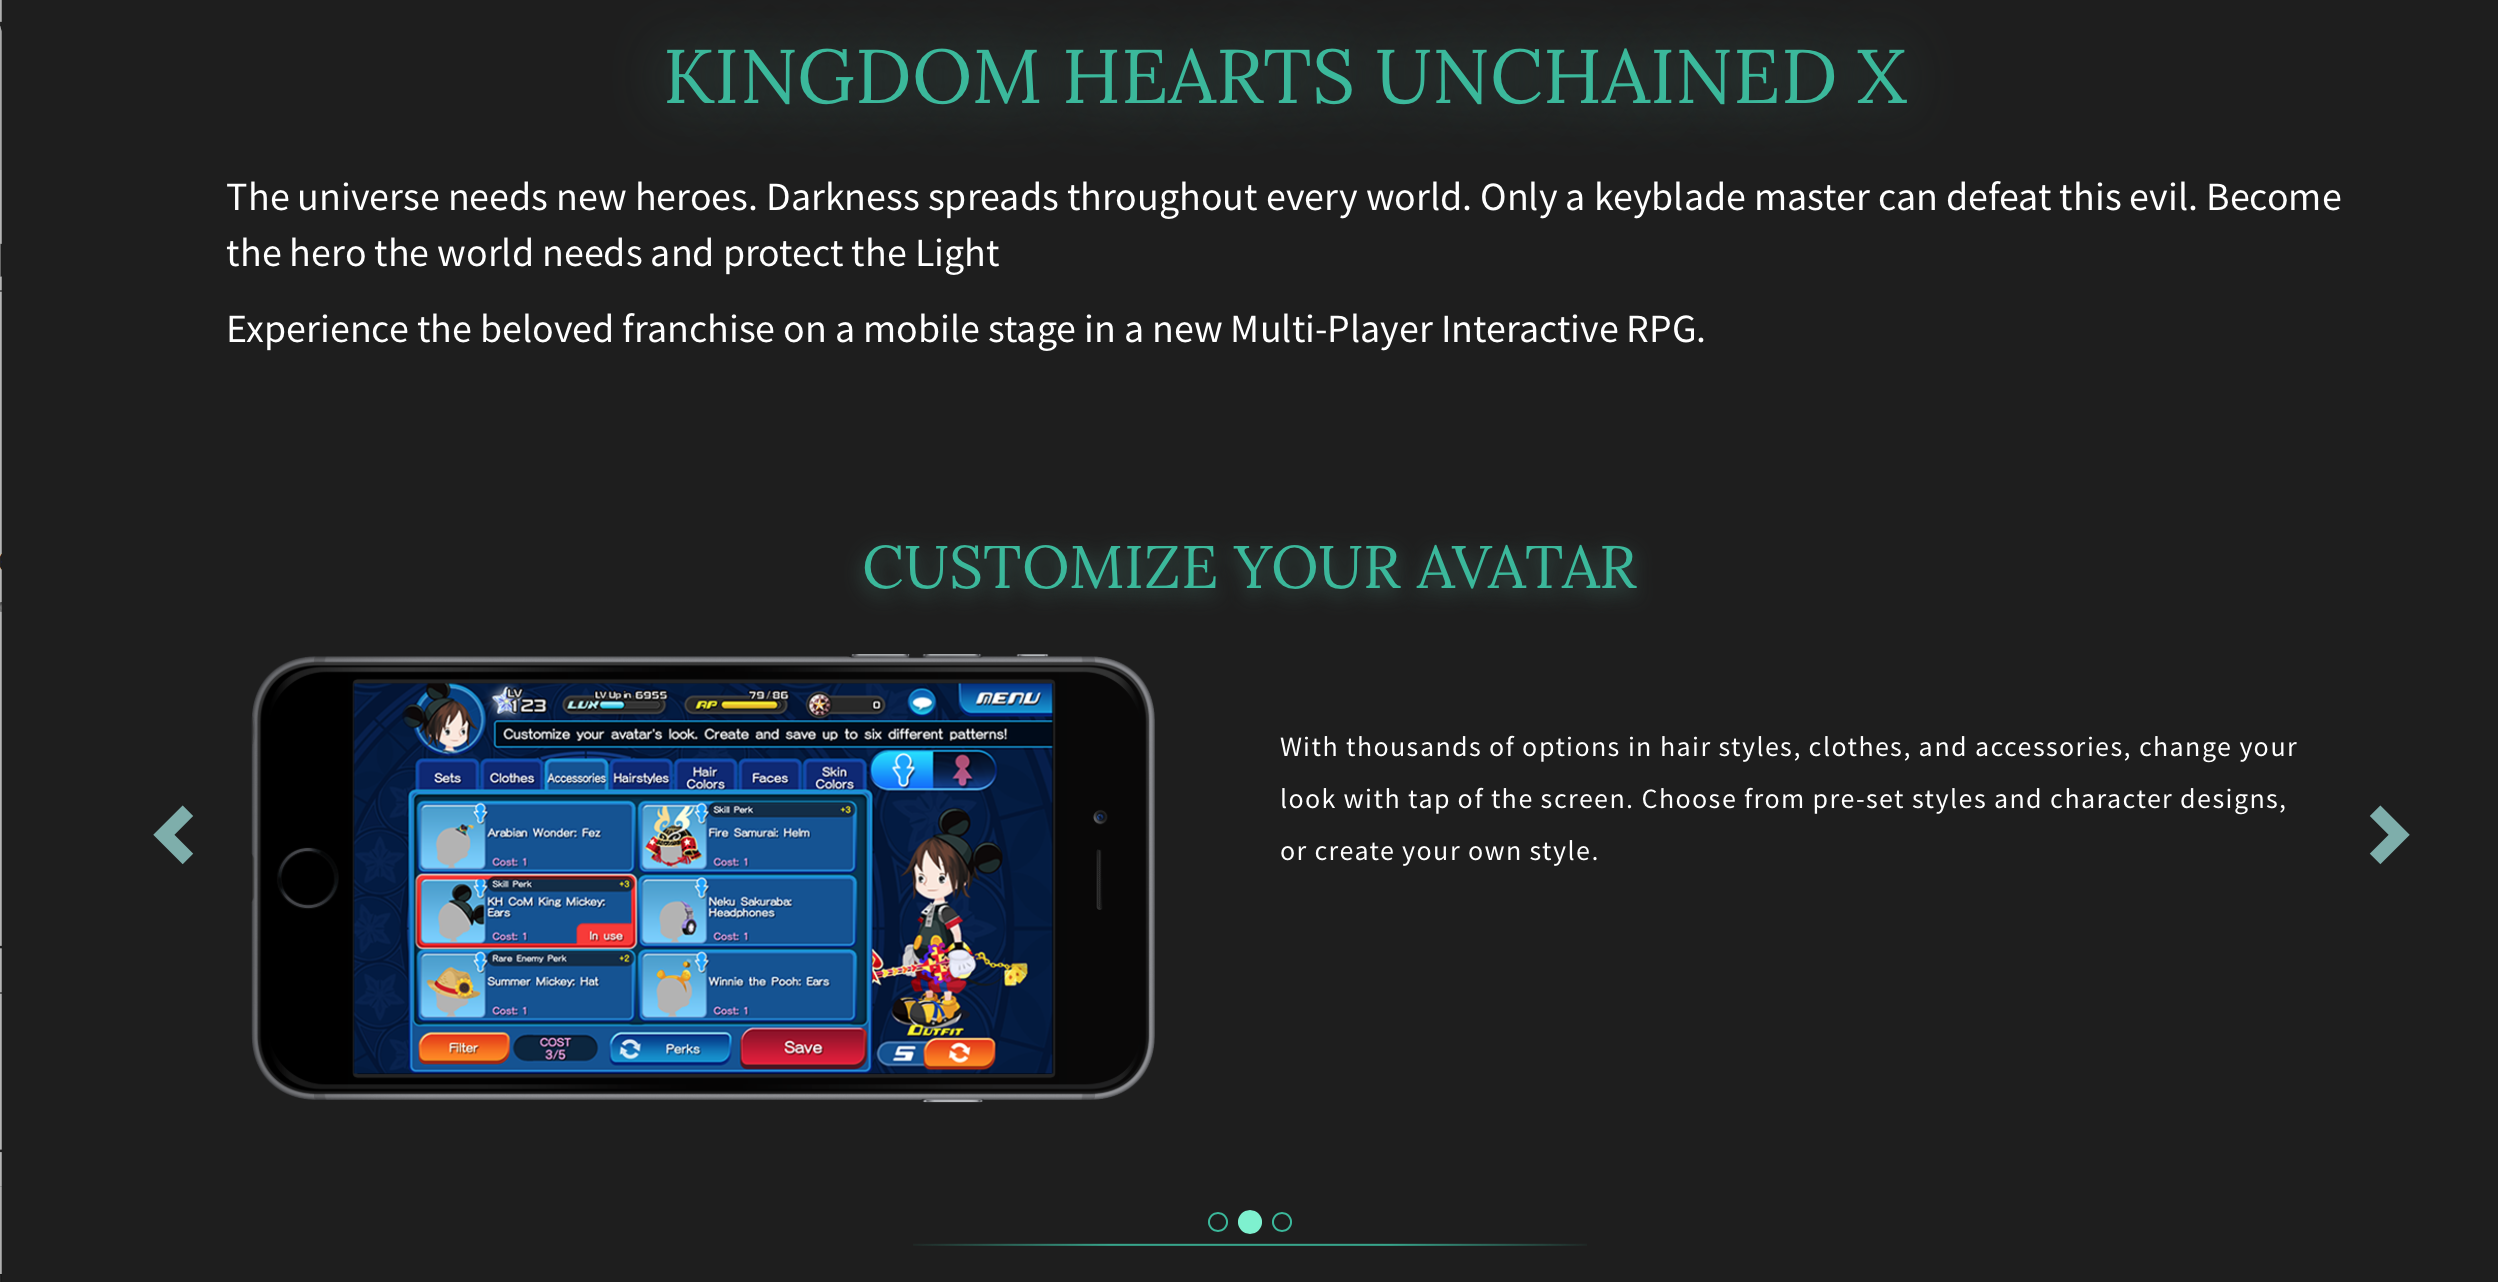 KINGDOM HEARTS UNCHAINED X
The universe needs new heroes. Darkness spreads throughout every world. Only a keyblade master can defeat this evil. Become
the hero the world needs and protect the Light
Experience the beloved franchise on a mobile stage in a new Multi-Player Interactive RPG.
CUSTOMIZE YOUR AVATAR
LV
123
LV Up in 6955
LUX
79/86
AP
0
MENU
Customize your avatar's look. Create and save up to six different patterns!
Sets
Clothes
Accessories
Hairstyles
Hair
Colors
Faces
Skin
Colors
Arabian Wonder: Fez
Cost: 1
Skill Perk +3
Fire Samurai: Helm
Cost: 1
Skill Perk +3
KH CoM King Mickey:
Ears
Cost: 1
In use
Neku Sakuraba:
Headphones
Cost: 1
Rare Enemy Perk +2
Summer Mickey: Hat
Cost: 1
Winnie the Pooh: Ears
Cost: 1
Filter
COST
3/5
Perks
Save
OUTFIT
5
With thousands of options in hair styles, clothes, and accessories, change your
look with tap of the screen. Choose from pre-set styles and character designs,
or create your own style.